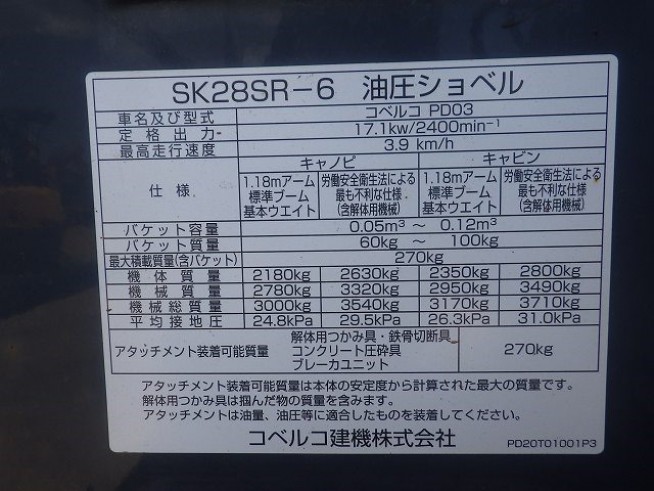 SK28SR-6 油圧ショベル
車名及び型式 コベルコ PD03
定格出力 17.1kw/2400min⁻¹
最高走行速度 3.9 km/h
仕様 キャノピ キャビン
1.18mアーム 標準ブーム 基本ウエイト 労働安全衛生法による 最も不利な仕様 (含解体用機械) 1.18mアーム 標準ブーム 基本ウエイト 労働安全衛生法による 最も不利な仕様 (含解体用機械)
バケット容量 0.05m³ ～ 0.12m³
バケット質量 60kg ～ 100kg
最大積載質量(含バケット) 270kg
機体質量 2180kg 2630kg 2350kg 2800kg
機械質量 2780kg 3320kg 2950kg 3490kg
機械総質量 3000kg 3540kg 3170kg 3710kg
平均接地圧 24.8kPa 29.5kPa 26.3kPa 31.0kPa
アタッチメント装着可能質量 解体用つかみ具・鉄骨切断具 コンクリート圧砕具 ブレーカユニット 270kg
アタッチメント装着可能質量は本体の安定度から計算された最大の質量です。
解体用つかみ具は掴んだ物の質量を含みます。
アタッチメントは油量、油圧等に適合したものを装着してください。
コベルコ建機株式会社 PD20T01001P3